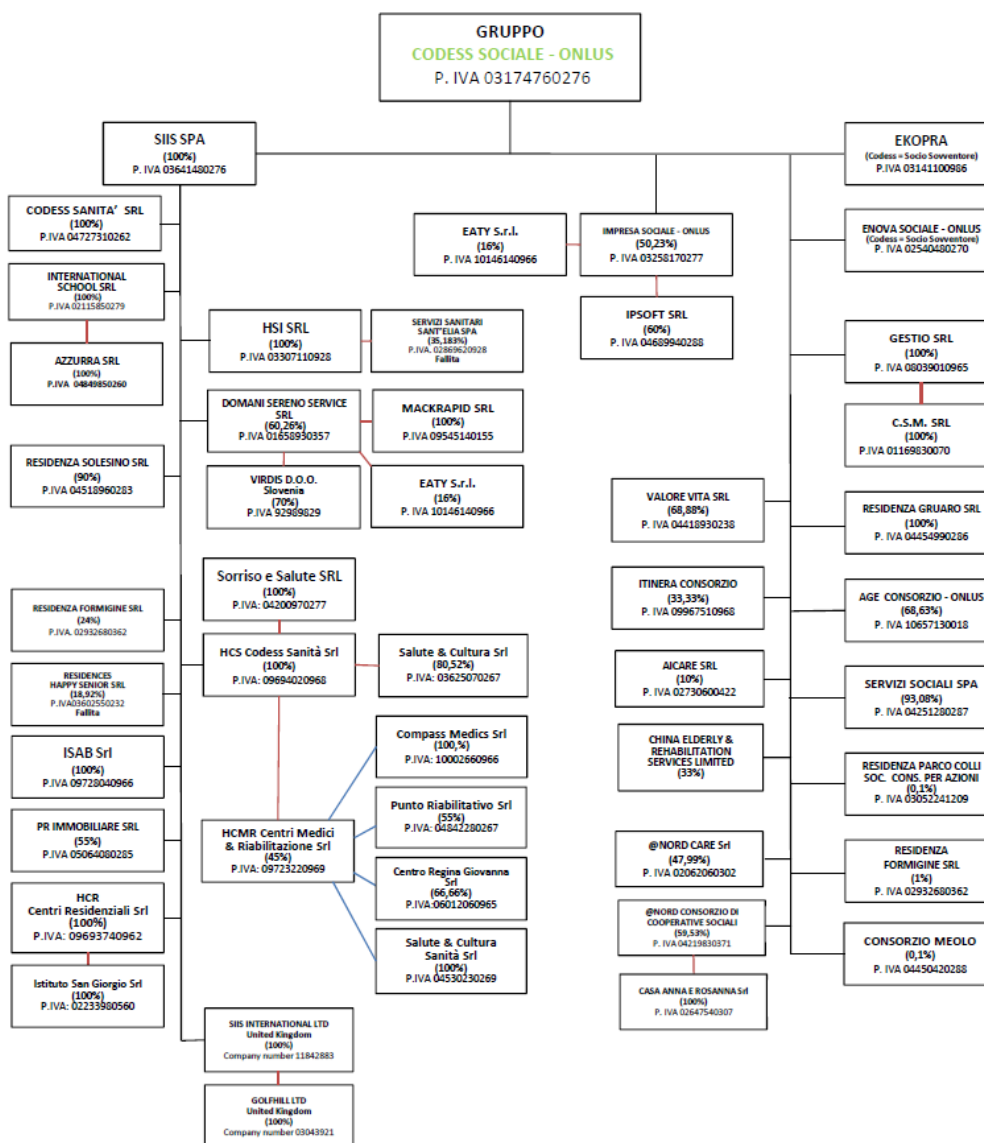 GRUPPO
CODESS SOCIALE - ONLUS
P. IVA 03174760276
SIIS SPA
(100%)
P. IVA 03641480276
EKOPRA
(Codess = Socio Sovventore)
P.IVA 03141100986
CODESS SANITA' SRL
(100%)
P.IVA 04727310262
EATY S.r.l.
(16%)
P. IVA 10146140966
IMPRESA SOCIALE - ONLUS
(50,23%)
P. IVA 03258170277
ENOVA SOCIALE - ONLUS
(Codess = Socio Sovventore)
P. IVA 02540480270
INTERNATIONAL
SCHOOL SRL
(100%)
P.IVA 02115850279
HSI SRL
(100%)
P. IVA 03307110928
SERVIZI SANITARI
SANT'ELIA SPA
(35,183%)
P.IVA. 02869620928
Fallita
IPSOFT SRL
(60%)
P.IVA 04689940288
GESTIO SRL
(100%)
P. IVA 08039010965
AZZURRA SRL
(100%)
P.IVA 04849850260
DOMANI SERENO SERVICE
SRL
(60,26%)
P.IVA 01658930357
MACKRAPID SRL
(100%)
P.IVA 09545140155
C.S.M. SRL
(100%)
P.IVA 01169830070
RESIDENZA SOLESINO SRL
(90%)
P.IVA 04518960283
VIRDIS D.O.O.
Slovenia
(70%)
P.IVA 92989829
EATY S.r.l.
(16%)
P. IVA 10146140966
VALORE VITA SRL
(68,88%)
P.IVA 04418930238
RESIDENZA GRUARO SRL
(100%)
P. IVA 04454990286
Sorriso e Salute SRL
(100%)
P.IVA: 04200970277
ITINERA CONSORZIO
(33,33%)
P.IVA 09967510968
AGE CONSORZIO - ONLUS
(68,63%)
P. IVA 10657130018
RESIDENZA FORMIGINE SRL
(24%)
P.IVA. 02932680362
HCS Codess Sanità Srl
(100%)
P.IVA: 09694020968
Salute & Cultura Srl
(80,52%)
P.IVA: 03625070267
AICARE SRL
(10%)
P.IVA 02730600422
SERVIZI SOCIALI SPA
(93,08%)
P. IVA 04251280287
RESIDENCES
HAPPY SENIOR SRL
(18,92%)
P.IVA03602550232
Fallita
ISAB Srl
(100%)
P.IVA 09728040966
Compass Medics Srl
(100,%)
P.IVA: 10002660966
CHINA ELDERLY &
REHABILITATION
SERVICES LIMITED
(33%)
RESIDENZA PARCO COLLI
SOC. CONS. PER AZIONI
(0,1%)
P. IVA 03052241209
PR IMMOBILIARE SRL
(55%)
P.IVA 05064080285
HCMR Centri Medici
& Riabilitazione Srl
(45%)
P.IVA: 09723220969
Punto Riabilitativo Srl
(55%)
P.IVA: 04842280267
@NORD CARE Srl
(47,99%)
P. IVA 02062060302
RESIDENZA
FORMIGINE SRL
(1%)
P. IVA 02932680362
HCR
Centri Residenziali Srl
(100%)
P.IVA: 09693740962
Centro Regina Giovanna
Srl
(66,66%)
P.IVA:06012060965
@NORD CONSORZIO DI
COOPERATIVE SOCIALI
(59,53%)
P. IVA 04219830371
CONSORZIO MEOLO
(0,1%)
P. IVA 04450420288
Istituto San Giorgio Srl
(100%)
P.IVA: 02233980560
Salute & Cultura
Sanità Srl
(100%)
P.IVA 04530230269
CASA ANNA E ROSANNA Srl
(100%)
P. IVA 02647540307
SIIS INTERNATIONAL LTD
United Kingdom
(100%)
Company number 11842883
GOLFHILL LTD
United Kingdom
(100%)
Company number 03043921